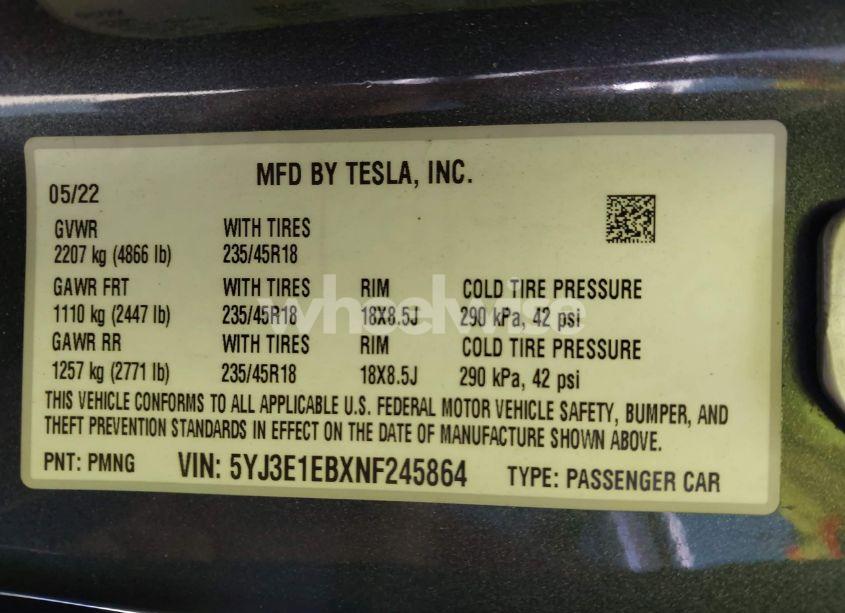 MFD BY TESLA, INC.
05/22
GVWR WITH TIRES
2207 kg (4866 lb) 235/45R18
GAWR FRT WITH TIRES RIM COLD TIRE PRESSURE
1110 kg (2447 lb) 235/45R18 18X8.5J 290 kPa, 42 psi
GAWR RR WITH TIRES RIM COLD TIRE PRESSURE
1257 kg (2771 lb) 235/45R18 18X8.5J 290 kPa, 42 psi
THIS VEHICLE CONFORMS TO ALL APPLICABLE U.S. FEDERAL MOTOR VEHICLE SAFETY, BUMPER, AND
THEFT PREVENTION STANDARDS IN EFFECT ON THE DATE OF MANUFACTURE SHOWN ABOVE.
PNT: PMNG VIN: 5YJ3E1EBXNF245864 TYPE: PASSENGER CAR
wheelwise